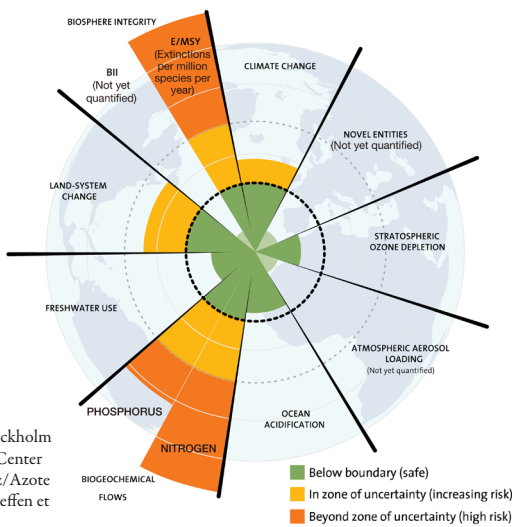 BIOSPHERE INTEGRITY
E/MSY
(Extinctions
per million
species per
year)
BII
(Not yet
quantified)
CLIMATE CHANGE
NOVEL ENTITIES
(Not yet quantified)
LAND-SYSTEM
CHANGE
STRATOSPHERIC
OZONE DEPLETION
FRESHWATER USE
ATMOSPHERIC AEROSOL
LOADING
(Not yet quantified)
PHOSPHORUS
NITROGEN
OCEAN
ACIDIFICATION
BIOGEOCHEMICAL
FLOWS
ckholm
Center
z/Azote
effen et
Below boundary (safe)
In zone of uncertainty (increasing risk)
Beyond zone of uncertainty (high risk)